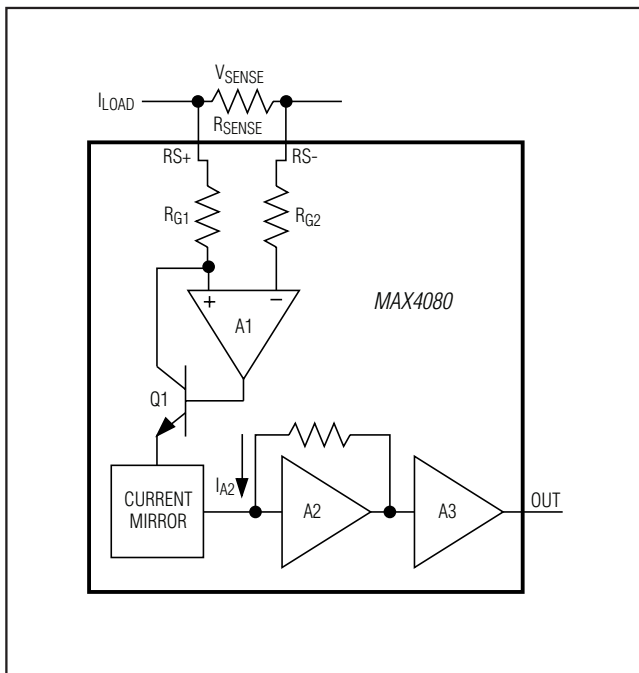 VSENSE
ILOAD
RSENSE
RS+ RS-
RG1 RG2
+ −
MAX4080
A1
Q1
IA2
CURRENT
MIRROR
A2 A3 OUT